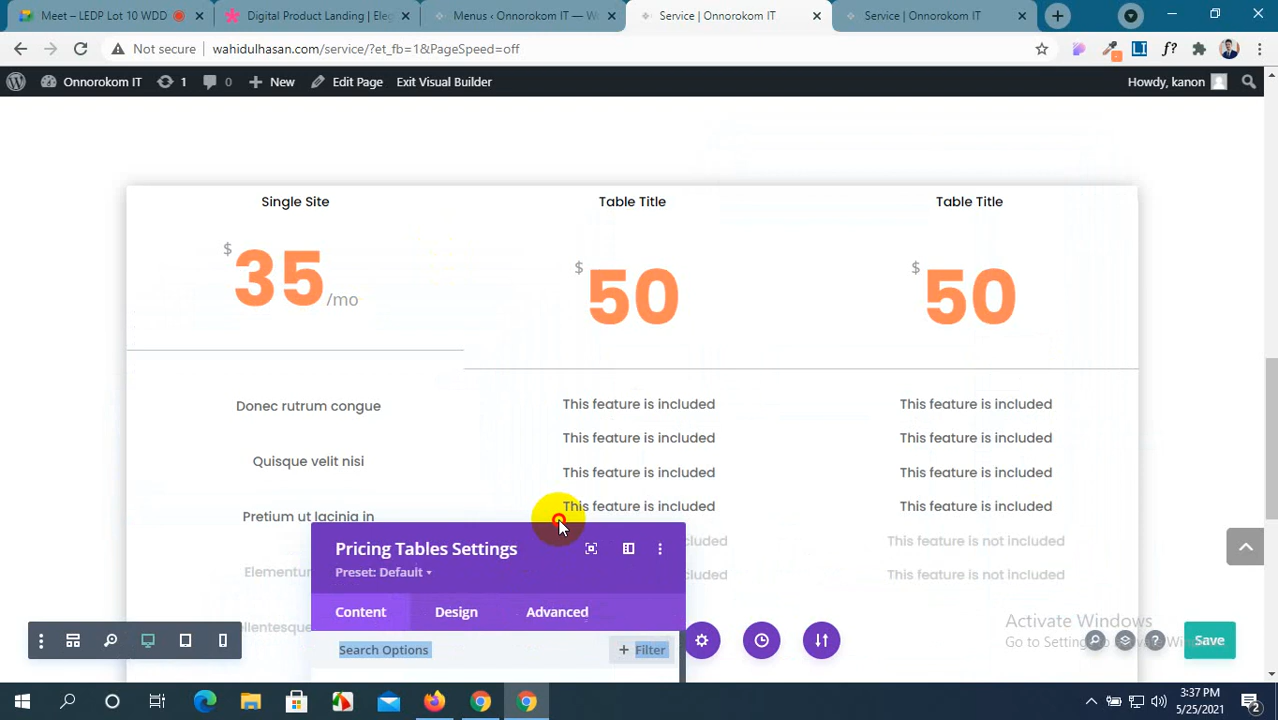 Meet – LEDP Lot 10 WDD
Digital Product Landing | Eleg
Menus ‹ Onnorokom IT — W
Service | Onnorokom IT
Service | Onnorokom IT
Not secure
wahidulhasan.com/service/?et_fb=1&PageSpeed=off
Onnorokom IT
1
0
New
Edit Page
Exit Visual Builder
Howdy, kanon
Single Site
Table Title
Table Title
$
35
/mo
$
50
$
50
Donec rutrum congue
This feature is included
This feature is included
This feature is included
This feature is included
Quisque velit nisi
This feature is included
This feature is included
Pretium ut lacinia in
This feature is included
This feature is included
Pricing Tables Settings
Preset: Default
is not included
This feature is not included
included
This feature is not included
Content
Design
Advanced
Search Options
+ Filter
Activate Windows
Go to Settin
Save
3:37 PM
5/25/2021
2